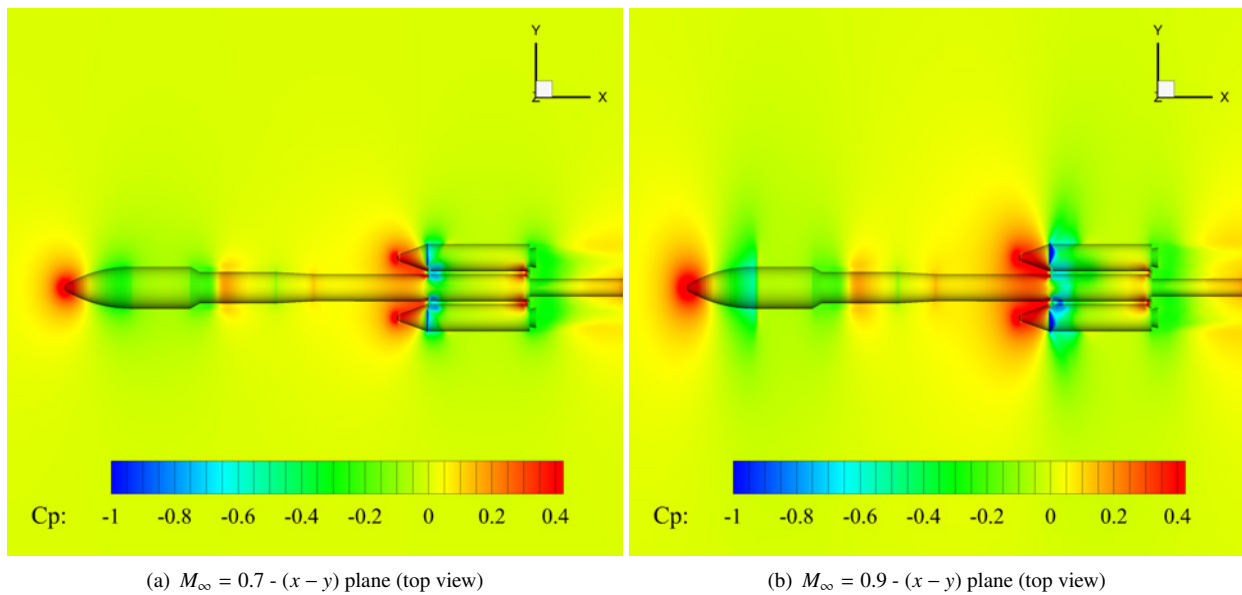 Y
Z X
Y
Z X
Cp: -1 -0.8 -0.6 -0.4 -0.2 0 0.2 0.4
Cp: -1 -0.8 -0.6 -0.4 -0.2 0 0.2 0.4
(a) M∞ = 0.7 - (x − y) plane (top view)
(b) M∞ = 0.9 - (x − y) plane (top view)